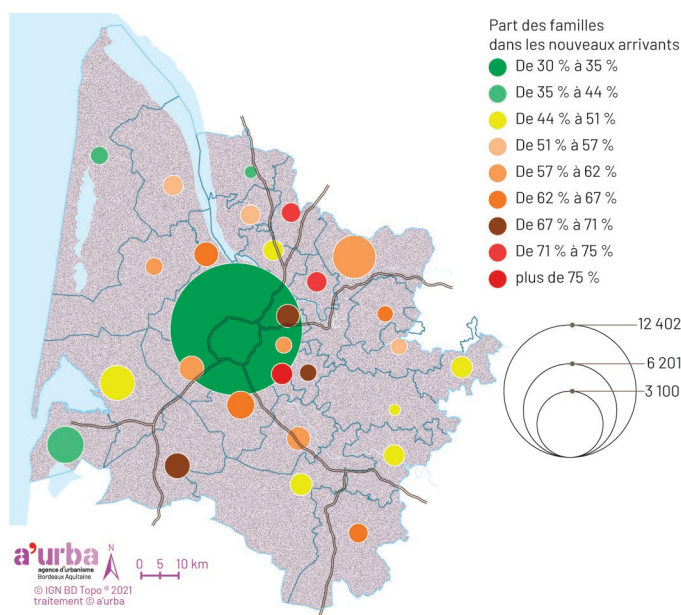 Part des familles
dans les nouveaux arrivants
De 30 % à 35 %
De 35 % à 44 %
De 44 % à 51 %
De 51 % à 57 %
De 57 % à 62 %
De 62 % à 67 %
De 67 % à 71 %
De 71 % à 75 %
plus de 75 %
12 402
6 201
3 100
a'urba
agence d'urbanisme
Bordeaux Aquitaine
N
0 5 10 km
© IGN BD Topo ® 2021
traitement © a'urba